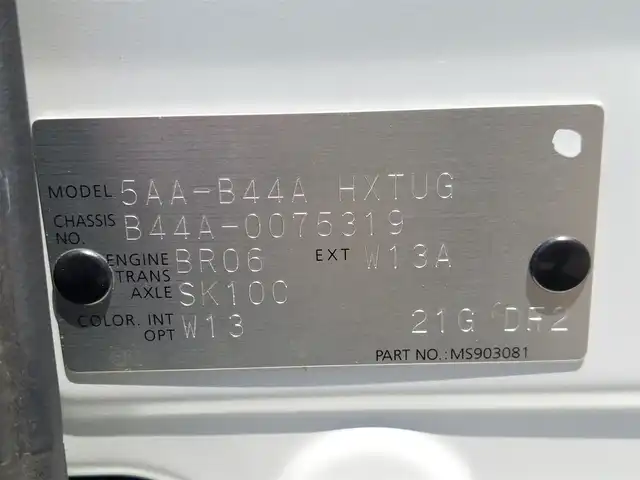 MODEL 5AA-B44A HXTUG
CHASSIS NO. B44A-0075319
ENGINE BR06 EXT W13A
TRANS AXLE SK10C
COLOR. INT W13 21G DR2
OPT
PART NO.: MS903081